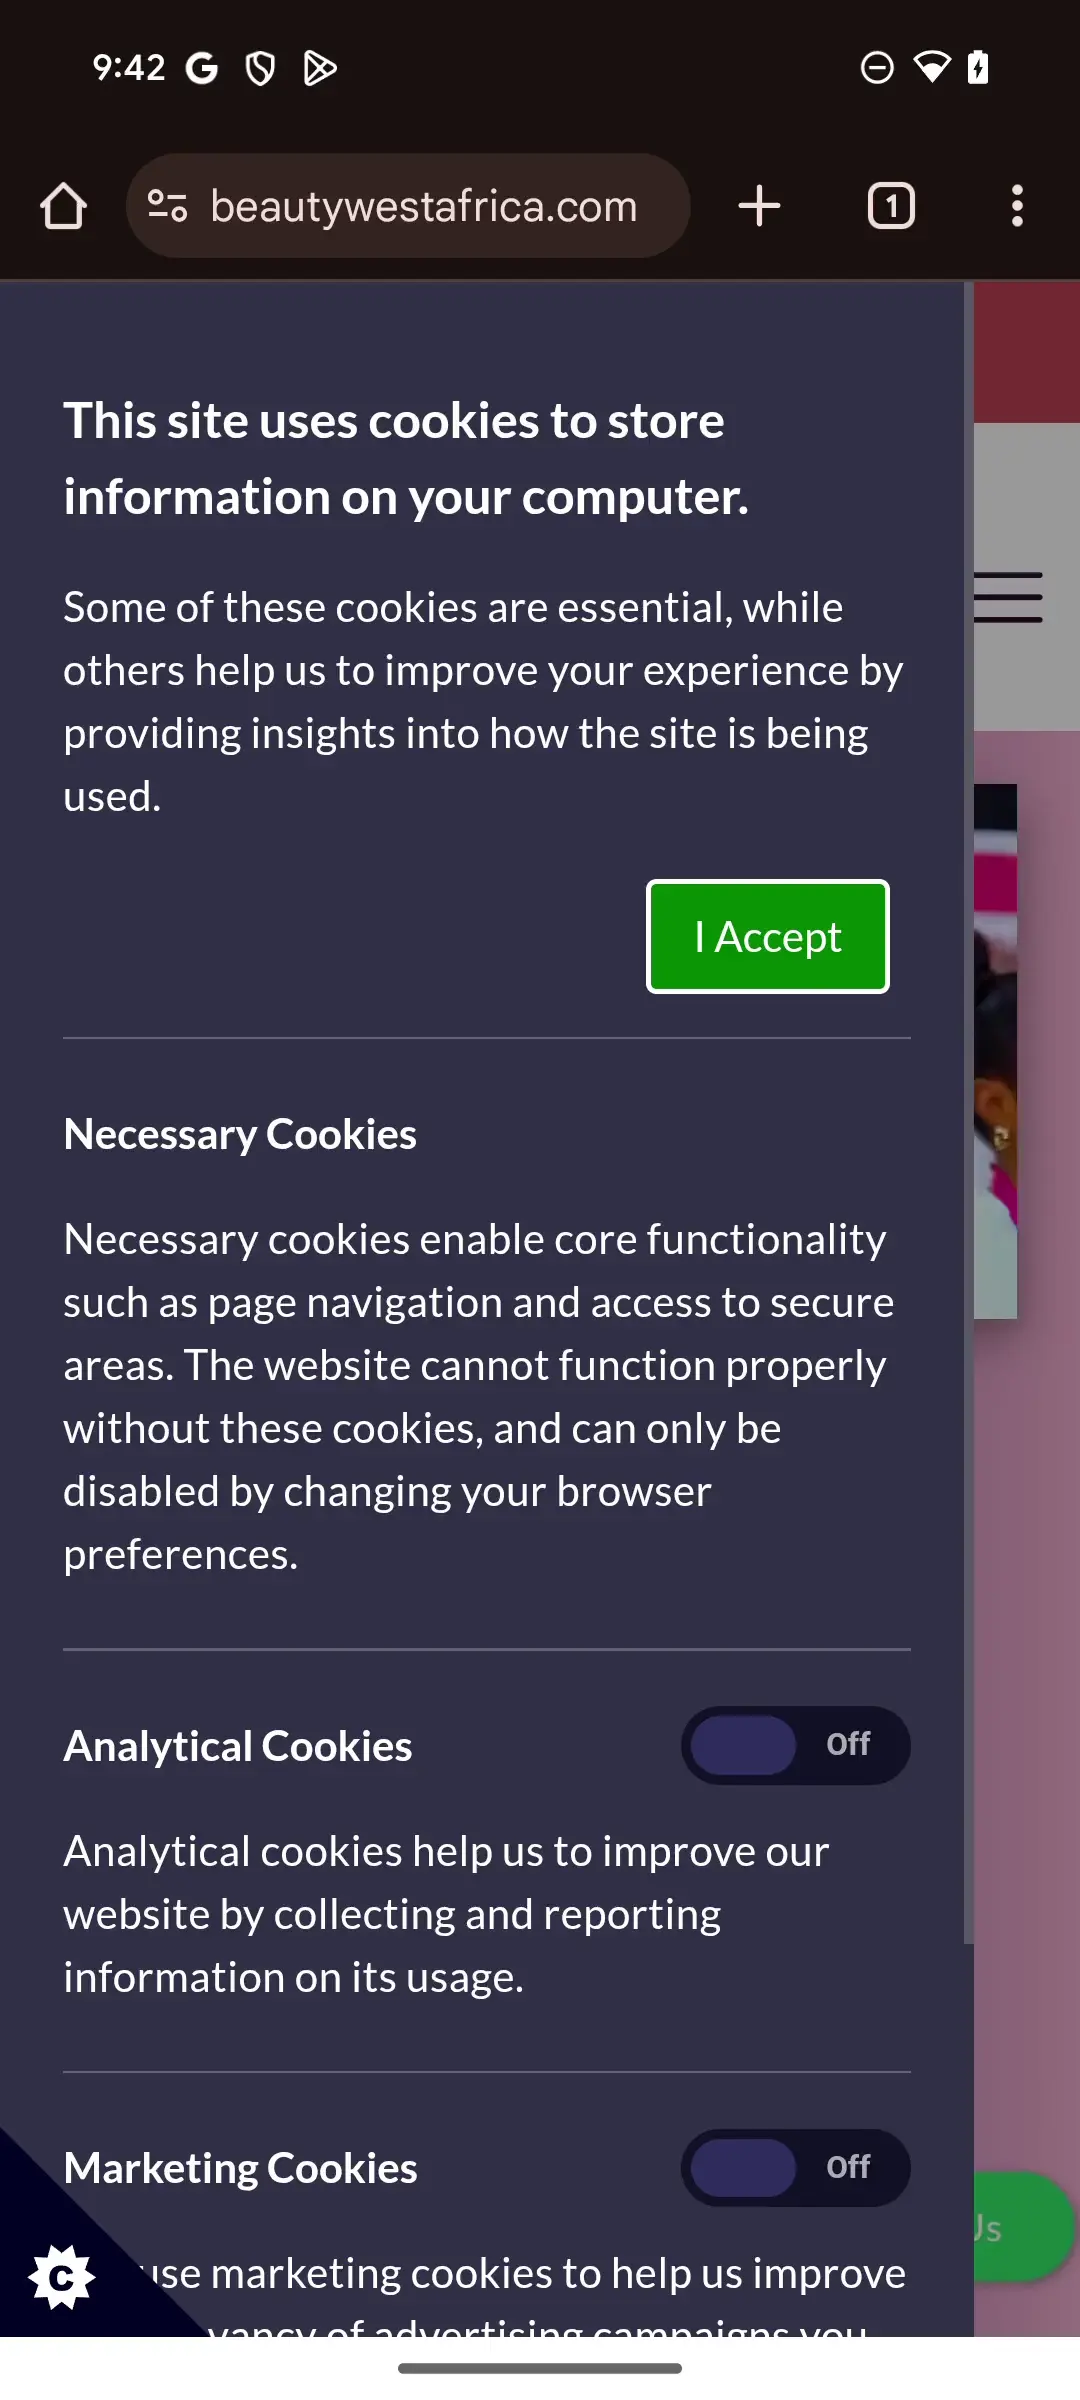 9:42
beautywestafrica.com
1
This site uses cookies to store
information on your computer.
Some of these cookies are essential, while
others help us to improve your experience by
providing insights into how the site is being
used.
I Accept
Necessary Cookies
Necessary cookies enable core functionality
such as page navigation and access to secure
areas. The website cannot function properly
without these cookies, and can only be
disabled by changing your browser
preferences.
Analytical Cookies
Off
Analytical cookies help us to improve our
website by collecting and reporting
information on its usage.
Marketing Cookies
Off
use marketing cookies to help us improve
of advertising campaigns you